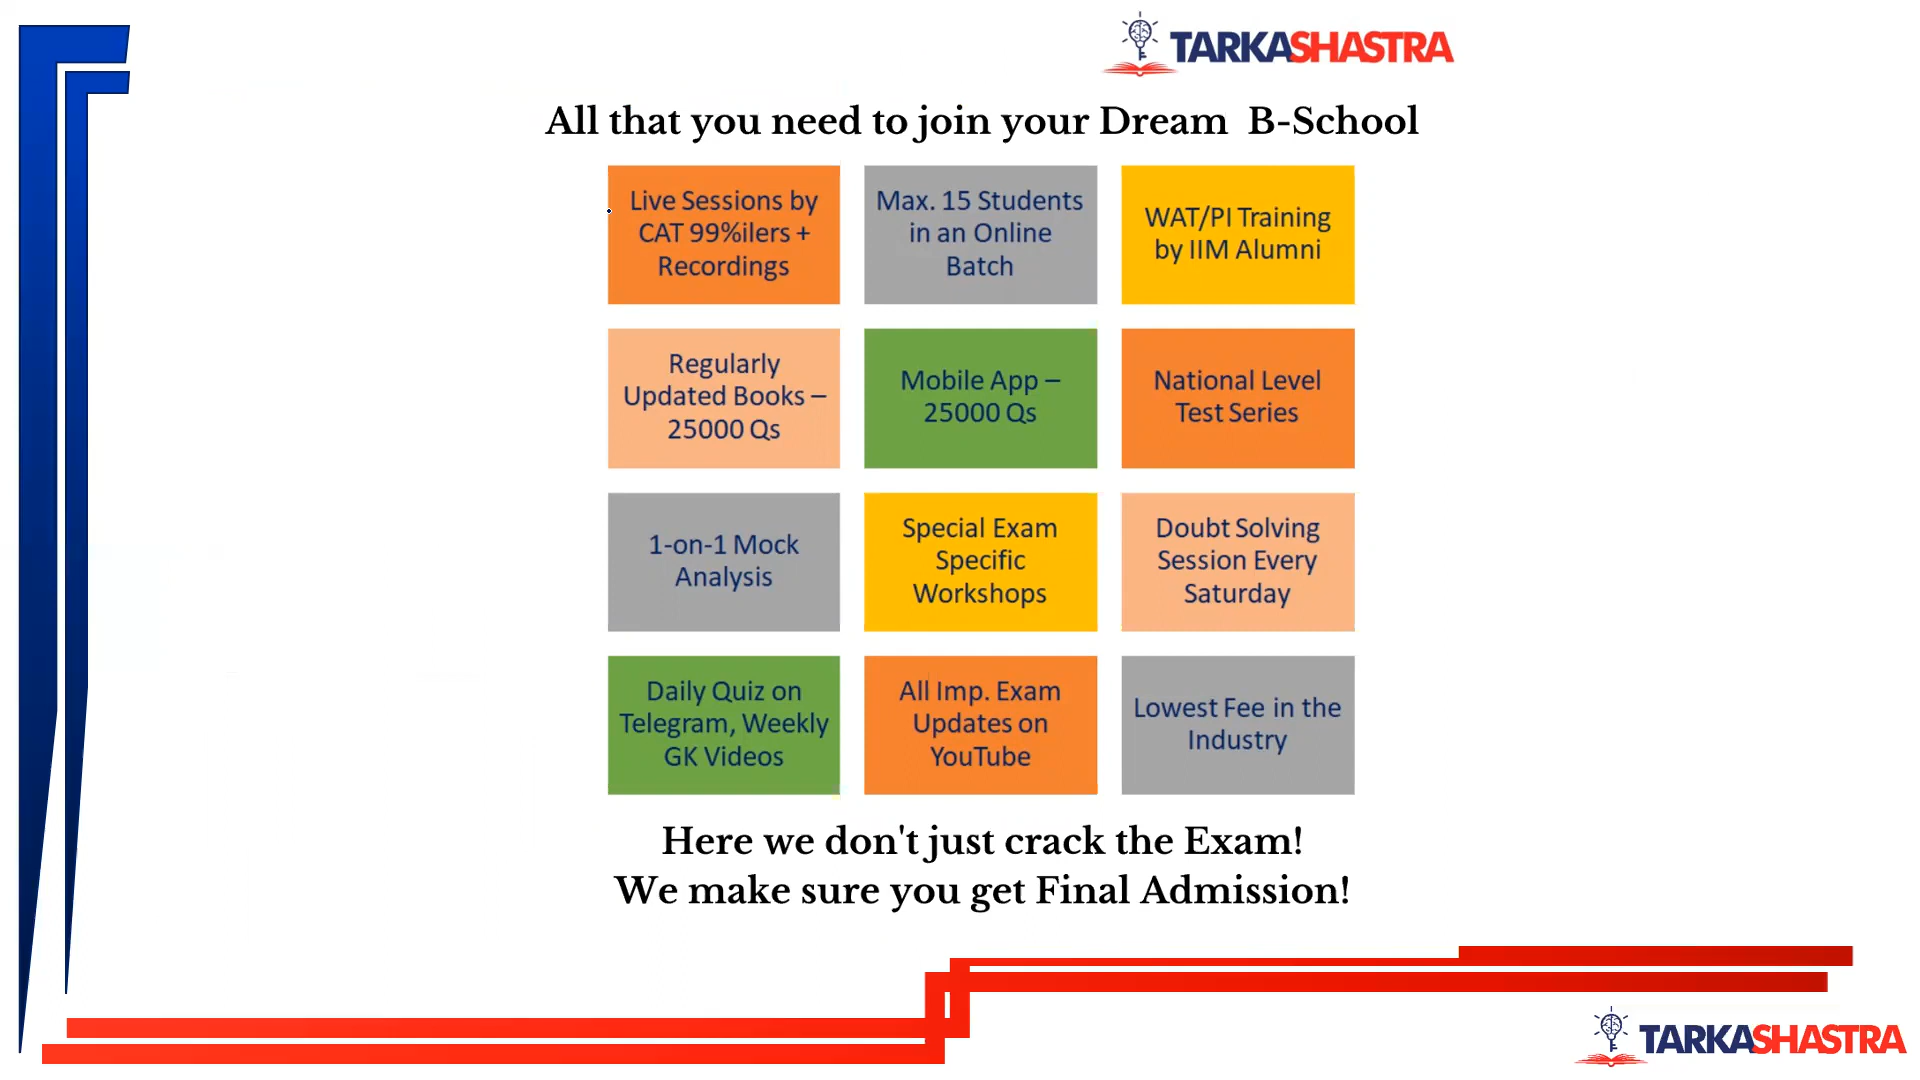 TARKASHASTRA
All that you need to join your Dream B-School
Live Sessions by
CAT 99%ilers +
Recordings
Max. 15 Students
in an Online
Batch
WAT/PI Training
by IIM Alumni
Regularly
Updated Books –
25000 Qs
Mobile App –
25000 Qs
National Level
Test Series
1-on-1 Mock
Analysis
Special Exam
Specific
Workshops
Doubt Solving
Session Every
Saturday
Daily Quiz on
Telegram, Weekly
GK Videos
All Imp. Exam
Updates on
YouTube
Lowest Fee in the
Industry
Here we don't just crack the Exam!
We make sure you get Final Admission!
TARKASHASTRA